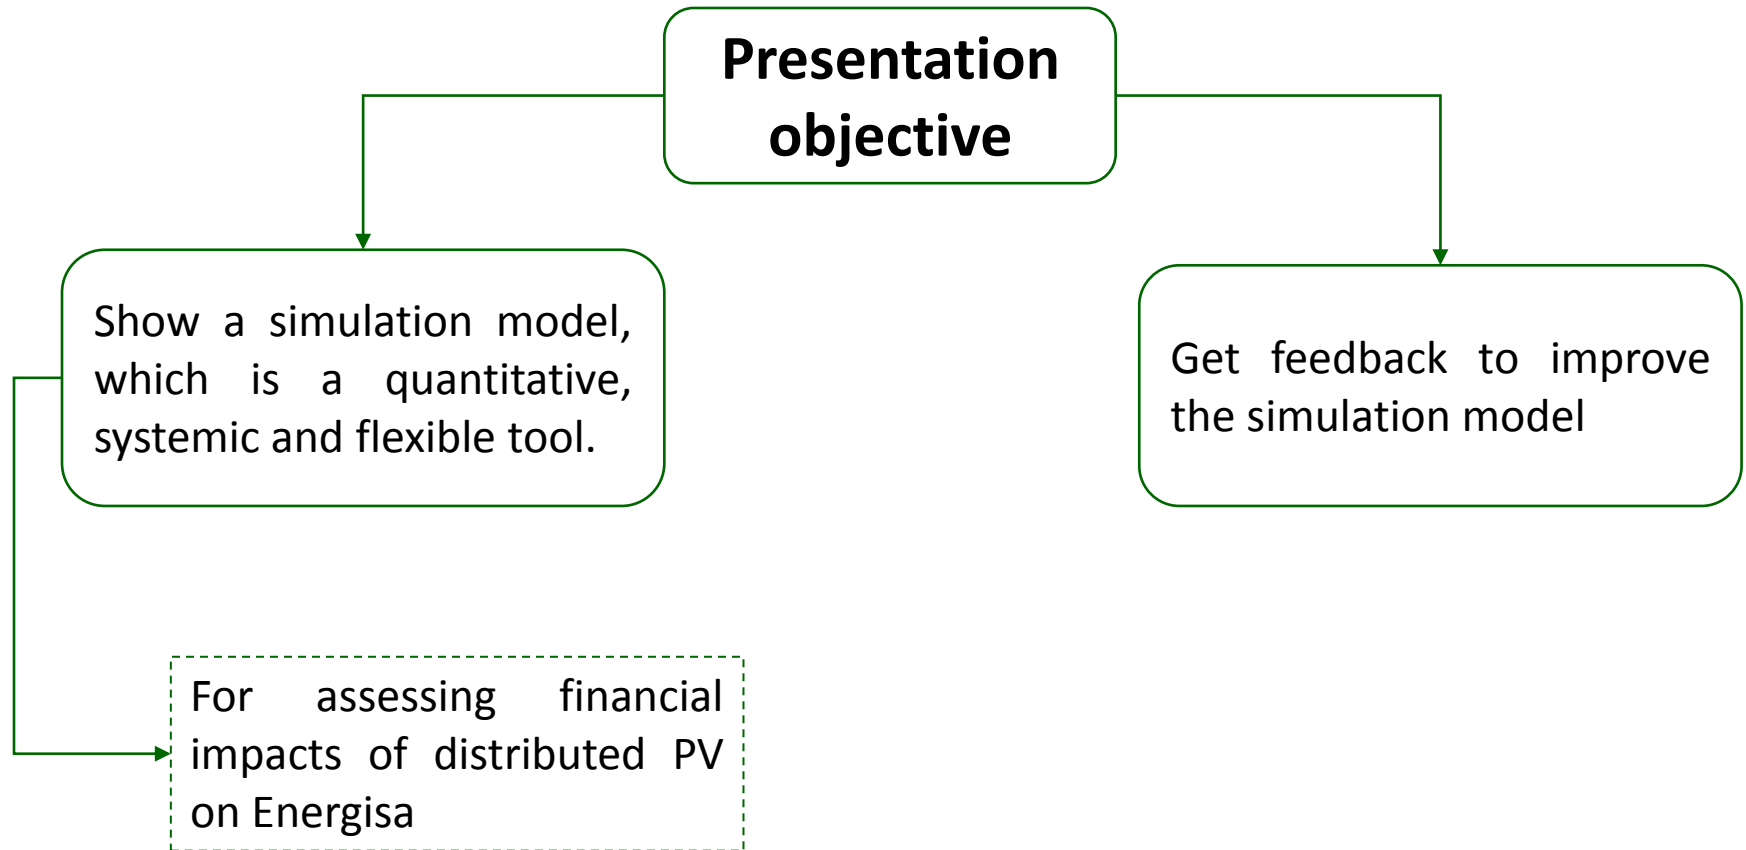 Presentation
objective
Show a simulation model,
which is a quantitative,
systemic and flexible tool.
Get feedback to improve
the simulation model
For assessing financial
impacts of distributed PV
on Energisa